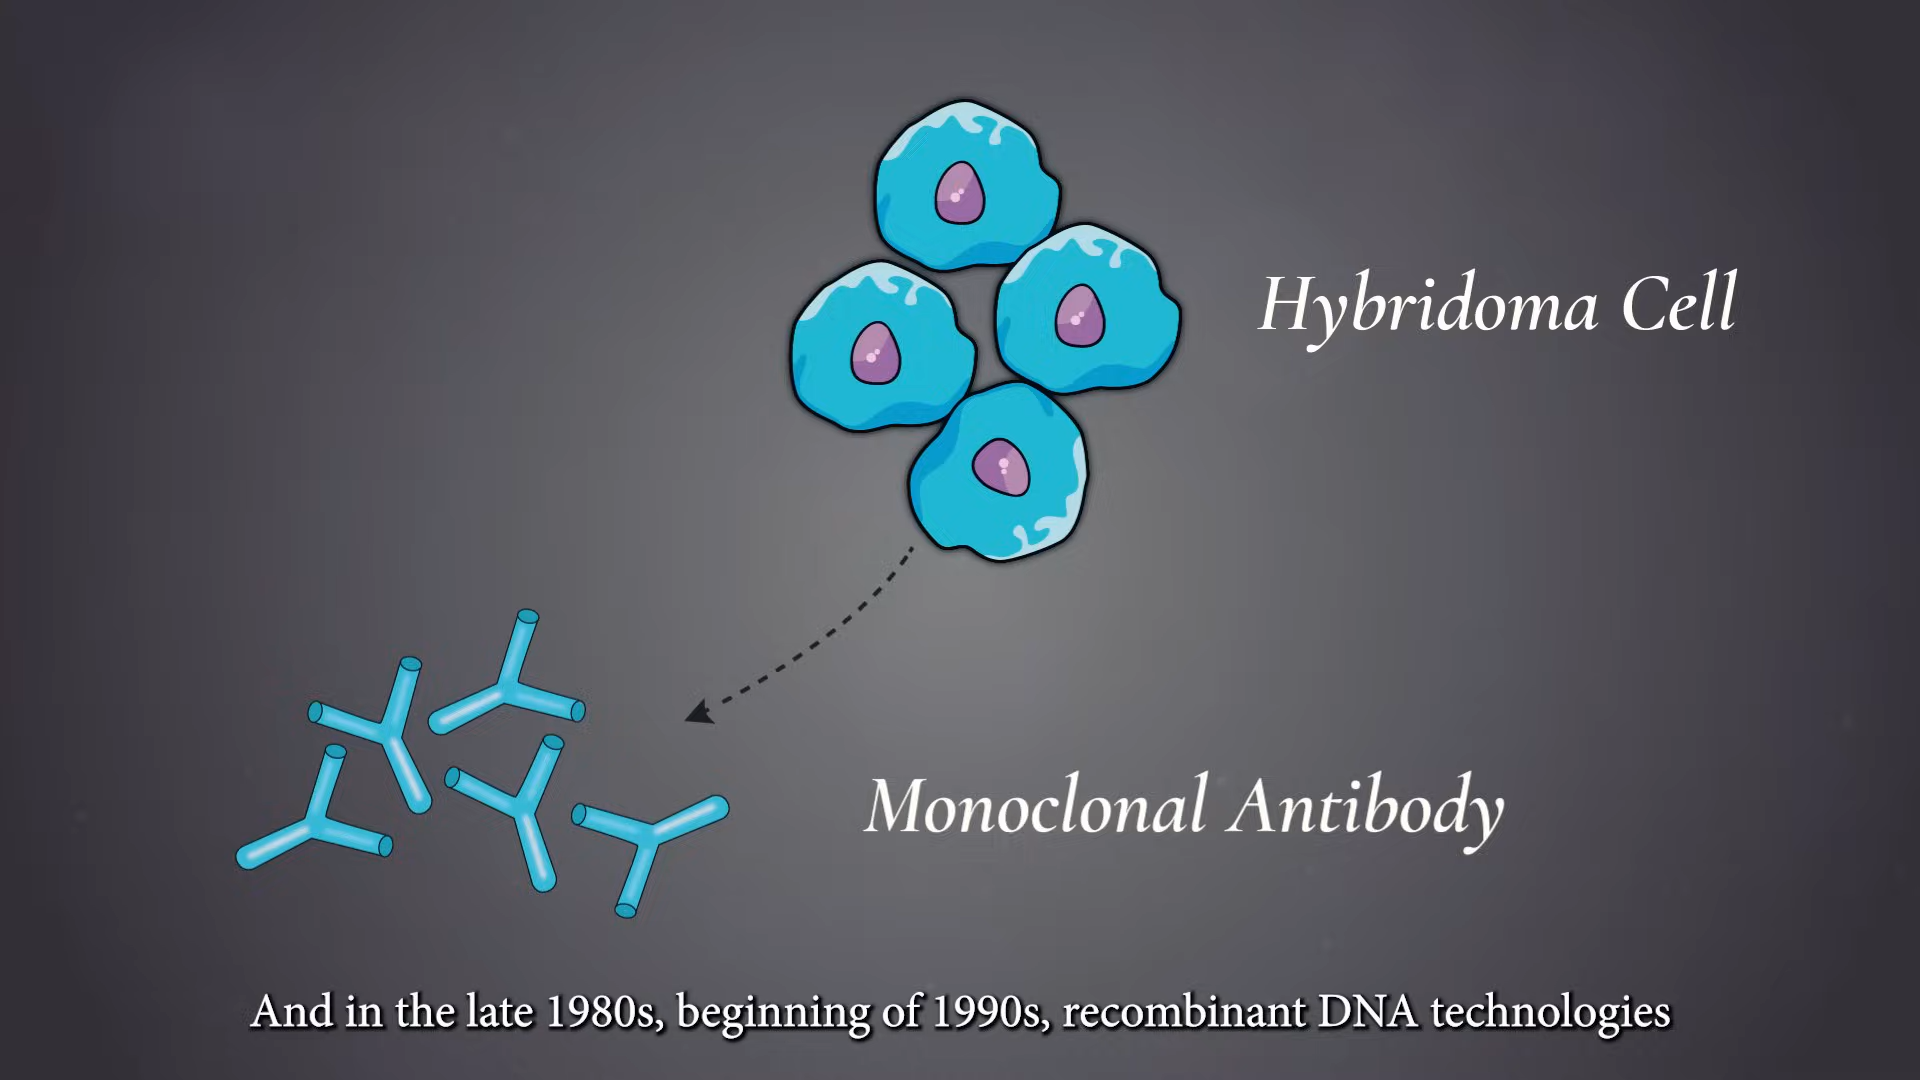 Hybridoma Cell
Monoclonal Antibody
And in the late 1980s, beginning of 1990s, recombinant DNA technologies